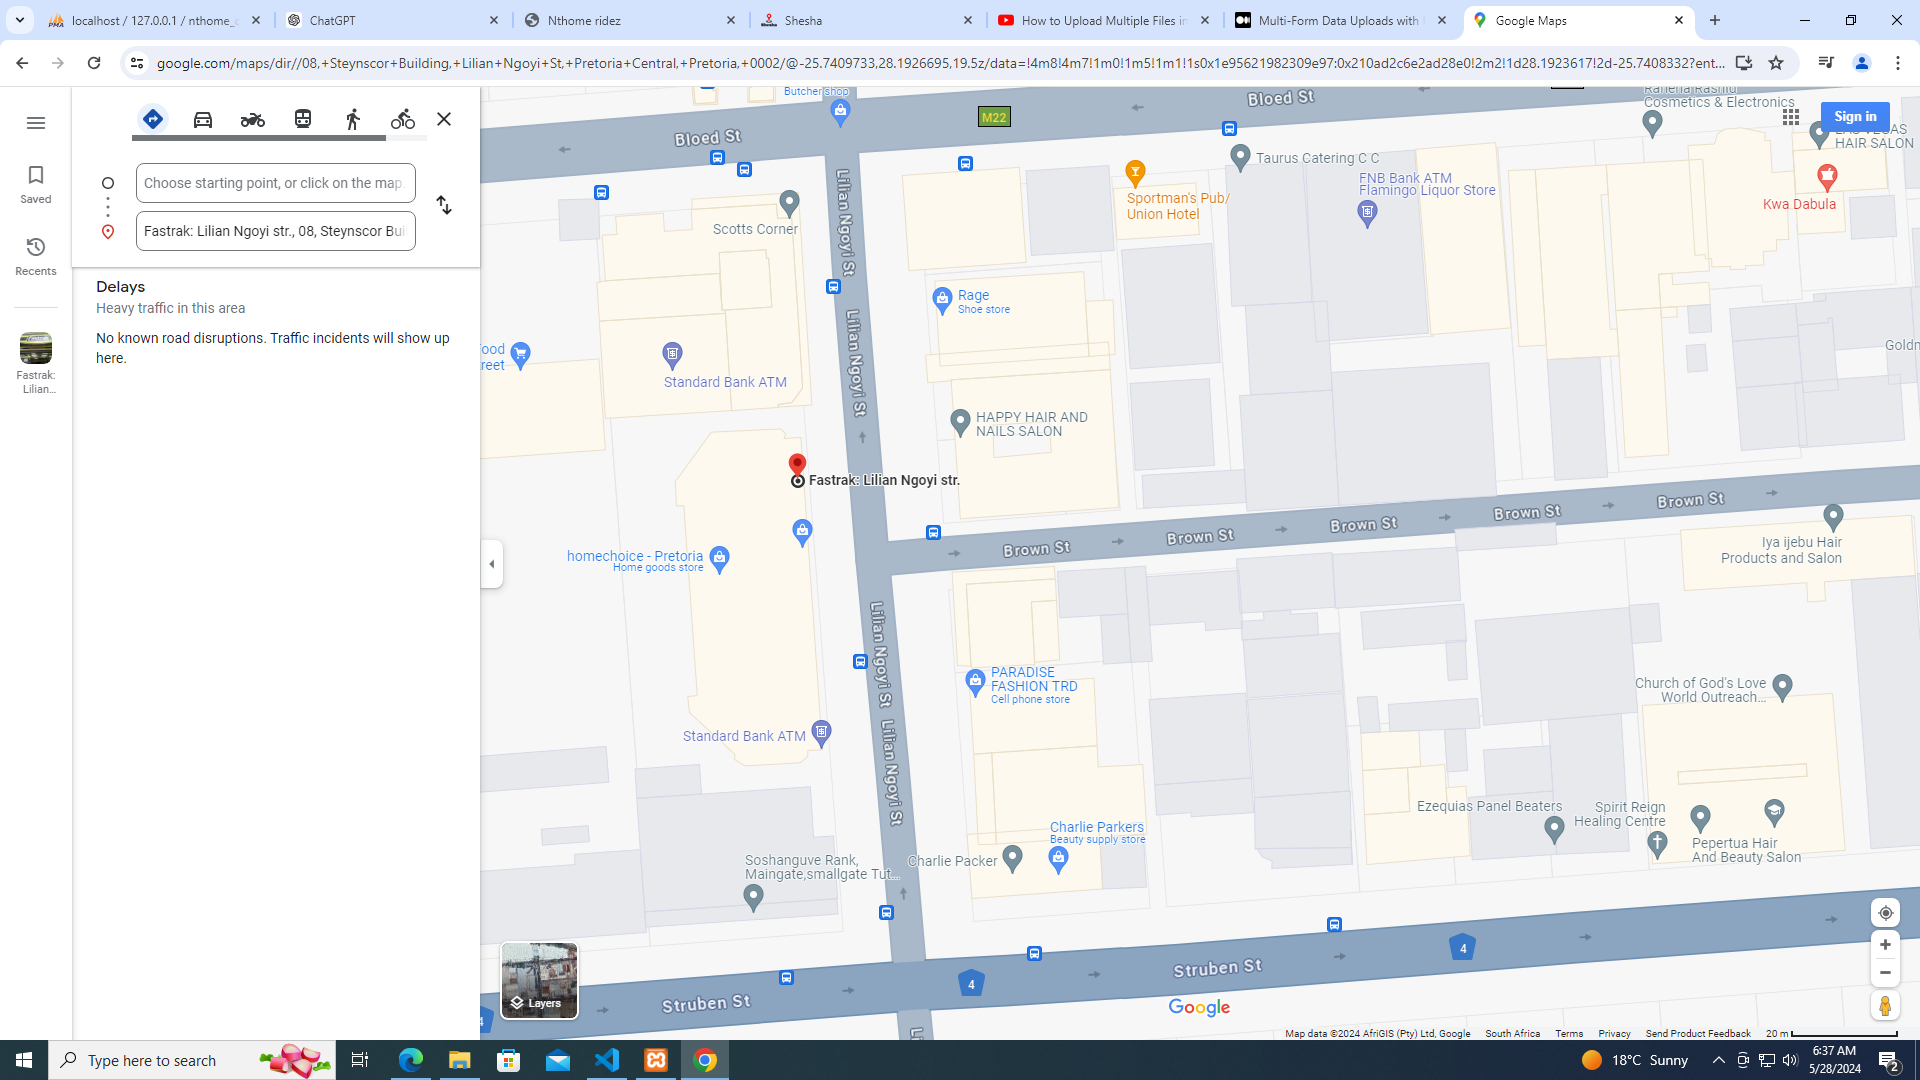 localhost / 127.0.0.1 / nthome_c
ChatGPT
Nthome ridez
Shesha
How to Upload Multiple Files in
Multi-Form Data Uploads with
Google Maps
google.com/maps/dir//08,+Steynscor+Building,+Lilian+Ngoyi+St,+Pretoria+Central,+Pretoria,+0002/@-25.7409733,28.1926695,19.5z/data=!4m8!4m7!1m0!1m5!1m1!1s0x1e95621982309e97:0x210ad2c6e2ad28e0!2m2!1d28.1923617!2d-25.7408332?ent...
Saved
Recents
Fastrak:
Lilian...
Choose starting point, or click on the map.
Fastrak: Lilian Ngoyi str., 08, Steynscor Bui
Delays
Heavy traffic in this area
No known road disruptions. Traffic incidents will show up
here.
Sign in
Butcher shop
Bloed St
M22
Bloed St
Cosmetics & Electronics
HAIR SALON
Taurus Catering C C
FNB Bank ATM
Flamingo Liquor Store
Sportman's Pub/
Union Hotel
Kwa Dabula
Scotts Corner
Lilian Ngoyi St
Rage
Shoe store
Lilian Ngoyi St
Food
Standard Bank ATM
HAPPY HAIR AND
NAILS SALON
Fastrak: Lilian Ngoyi str.
Brown St
Brown St
Brown St
Brown St
Brown St
homechoice - Pretoria
Home goods store
Iya ijebu Hair
Products and Salon
Lilian Ngoyi St
PARADISE
FASHION TRD
Cell phone store
Church of God's Love
World Outreach...
Standard Bank ATM
Lilian Ngoyi St
Ezequias Panel Beaters
Spirit Reign
Healing Centre
Pepertua Hair
And Beauty Salon
Charlie Parkers
Beauty supply store
Charlie Packer
Soshanguve Rank,
Maingate,smallgate Tut...
Struben St
4
4
4
Struben St
Layers
Google
Map data ©2024 AfriGIS (Pty) Ltd, Google
South Africa
Terms
Privacy
Send Product Feedback
20 m
Type here to search
18°C Sunny
6:37 AM
5/28/2024
2